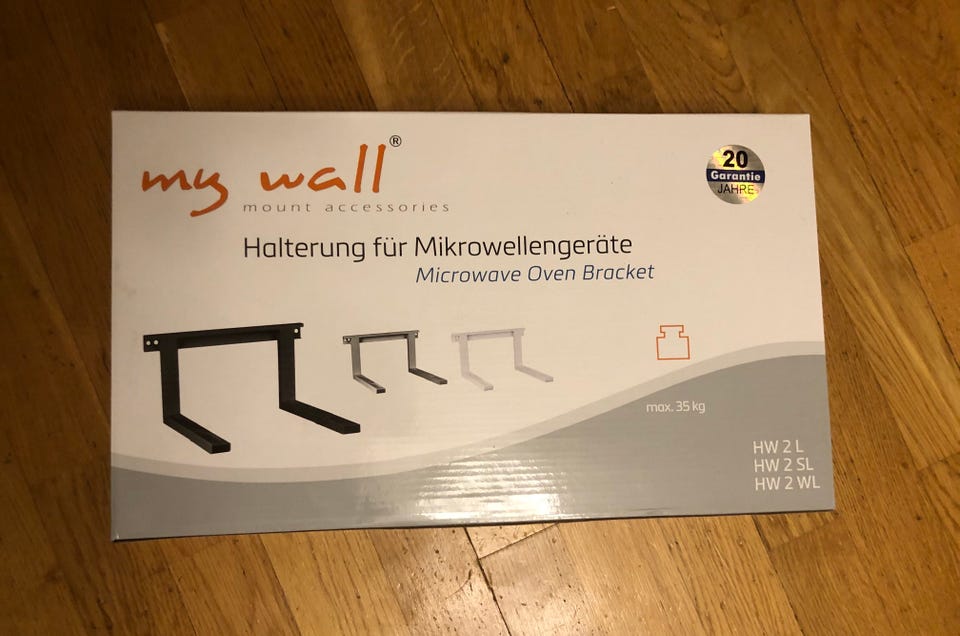 my wall®
mount accessories
20
Garantie
JAHRE
Halterung für Mikrowellengeräte
Microwave Oven Bracket
max. 35 kg
HW 2 L
HW 2 SL
HW 2 WL